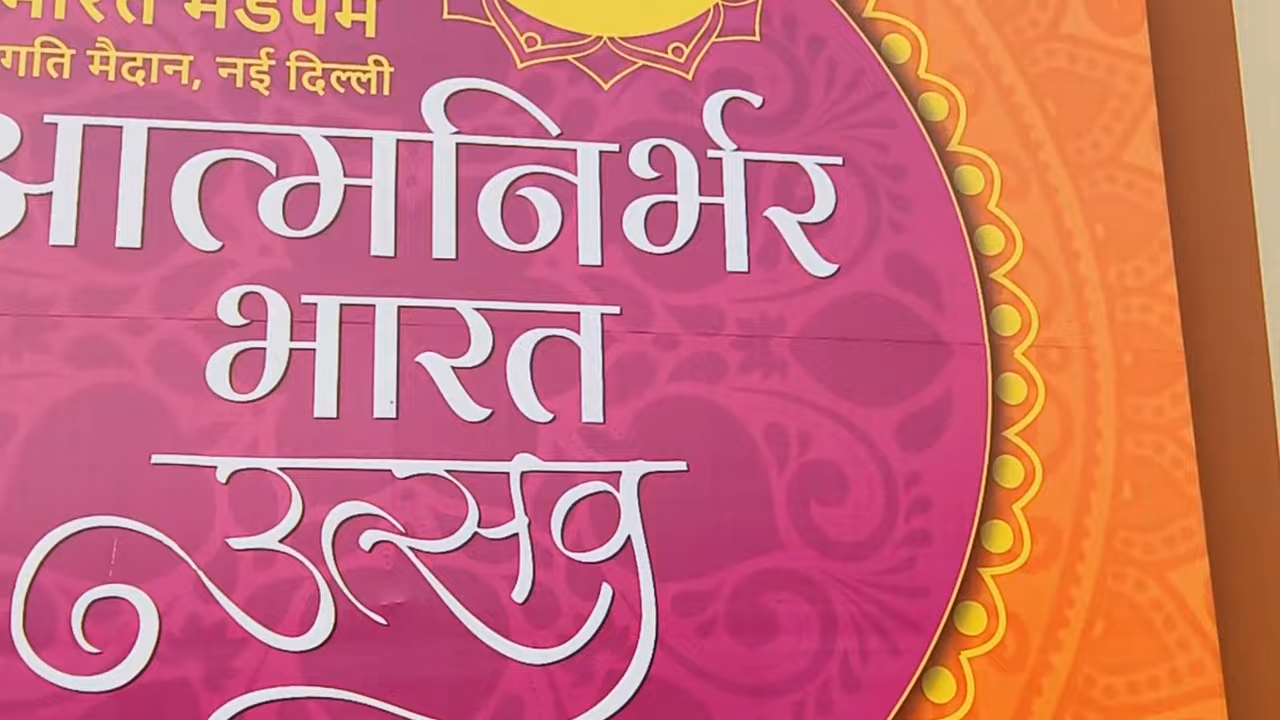 भारत मंडपम
गति मैदान, नई दिल्ली
आत्मनिर्भर
भारत
उत्सव